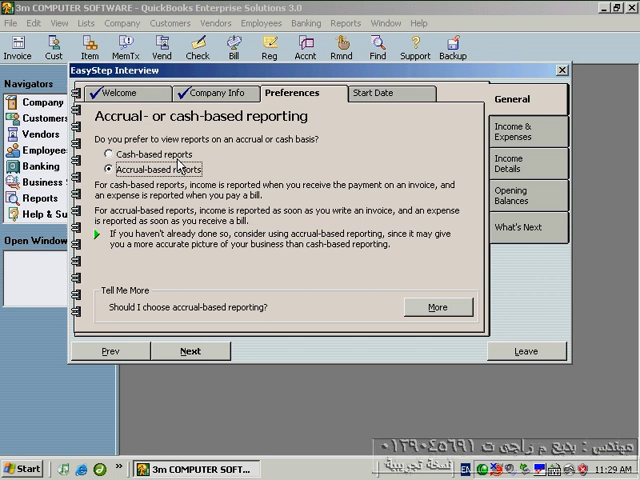 3m COMPUTER SOFTWARE - QuickBooks Enterprise Solutions 3.0
File Edit View Lists Company Customers Vendors Employees Banking Reports Window Help
Invoice Cust Item MemTx Vend Check Bill Reg Accnt Rmnd Find Support Backup
Navigators
Company
Customers
Vendors
Employee
Banking
Business S
Reports
Help & Su
Open Window
EasyStep Interview
Welcome Company Info Preferences Start Date
General
Income & Expenses
Income Details
Opening Balances
What's Next
Accrual- or cash-based reporting
Do you prefer to view reports on an accrual or cash basis?
Cash-based reports
Accrual-based reports
For cash-based reports, income is reported when you receive the payment on an invoice, and
an expense is reported when you pay a bill.
For accrual-based reports, income is reported as soon as you write an invoice, and an expense
is reported as soon as you receive a bill.
If you haven't already done so, consider using accrual-based reporting, since it may give
you a more accurate picture of your business than cash-based reporting.
Tell Me More
Should I choose accrual-based reporting?
More
Prev Next Leave
مهندس : بديع م راجى ت ٠١٢٩٠٤٥٦٩١
نسخة تجريبية
Start 3m COMPUTER SOFT... EN 11:29 AM